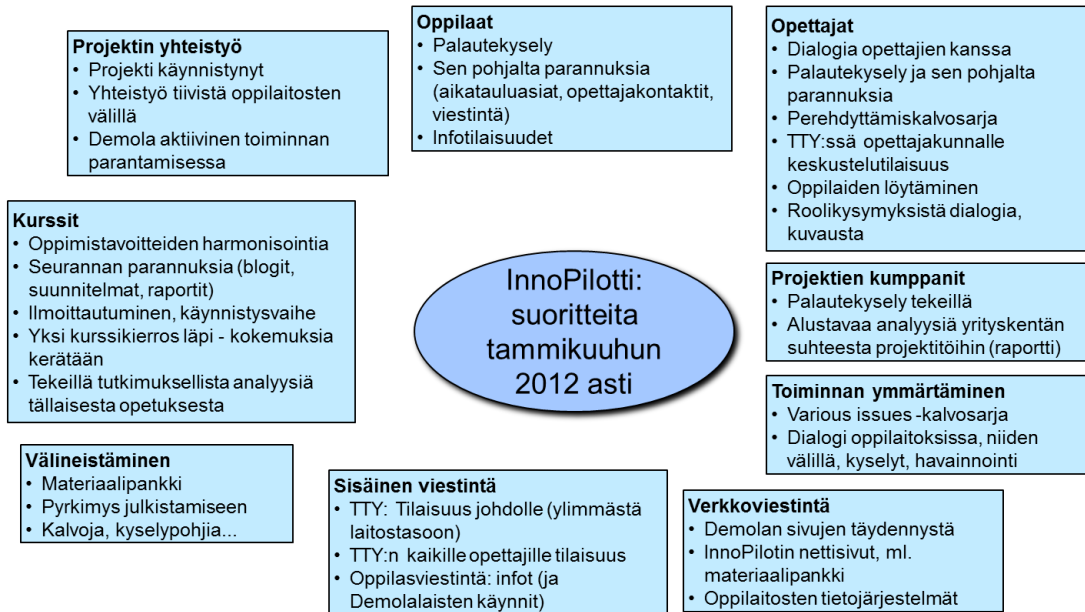 Projektin yhteistyö
• Projekti käynnistynyt
• Yhteistyö tiivistä oppilaitosten
välillä
• Demola aktiivinen toiminnan
parantamisessa
Oppilaat
• Palautekysely
• Sen pohjalta parannuksia
(aikatauluasiat, opettajakontaktit,
viestintä)
• Infotilaisuudet
Opettajat
• Dialogia opettajien kanssa
• Palautekysely ja sen pohjalta
parannuksia
• Perehdyttämiskalvosarja
• TTY:ssä opettajakunnalle
keskustelutilaisuus
• Oppilaiden löytäminen
• Roolikysymyksistä dialogia,
kuvausta
Kurssit
• Oppimistavoitteiden harmonisointia
• Seurannan parannuksia (blogit,
suunnitelmat, raportit)
• Ilmoittautuminen, käynnistysvaihe
• Yksi kurssikierros läpi - kokemuksia
kerätään
• Tekeillä tutkimuksellista analyysiä
tällaisesta opetuksesta
InnoPilotti:
suoritteita
tammikuuhun
2012 asti
Projektien kumppanit
• Palautekysely tekeillä
• Alustavaa analyysiä yrityskentän
suhteesta projektitöihin (raportti)
Toiminnan ymmärtäminen
• Various issues -kalvosarja
• Dialogi oppilaitoksissa, niiden
välillä, kyselyt, havainnointi
Välineistäminen
• Materiaalipankki
• Pyrkimys julkistamiseen
• Kalvoja, kyselypohjia...
Sisäinen viestintä
• TTY: Tilaisuus johdolle (ylimmästä
laitostasoon)
• TTY:n kaikille opettajille tilaisuus
• Oppilasviestintä: infot (ja
Demolalaisten käynnit)
Verkkoviestintä
• Demolan sivujen täydennystä
• InnoPilotin nettisivut, ml.
materiaalipankki
• Oppilaitosten tietojärjestelmät